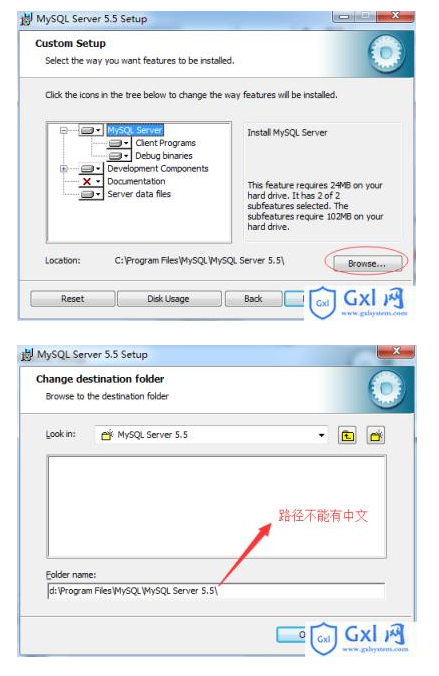 MySQL Server 5.5 Setup
Custom Setup
Select the way you want features to be installed.
Click the icons in the tree below to change the way features will be installed.
MySQL Server
Client Programs
Debug binaries
Development Components
Documentation
Server data files
Install MySQL Server
This feature requires 24MB on your
hard drive. It has 2 of 2
subfeatures selected. The
subfeatures require 102MB on your
hard drive.
Location:
C:\Program Files\MySQL\MySQL Server 5.5\
Browse...
Reset
Disk Usage
Back
Gxl
Gxl 网
www.gxlsystem.com
MySQL Server 5.5 Setup
Change destination folder
Browse to the destination folder
Look in:
MySQL Server 5.5
路径不能有中文
Folder name:
d:\Program Files\MySQL\MySQL Server 5.5\
Gxl
Gxl 网
www.gxlsystem.com